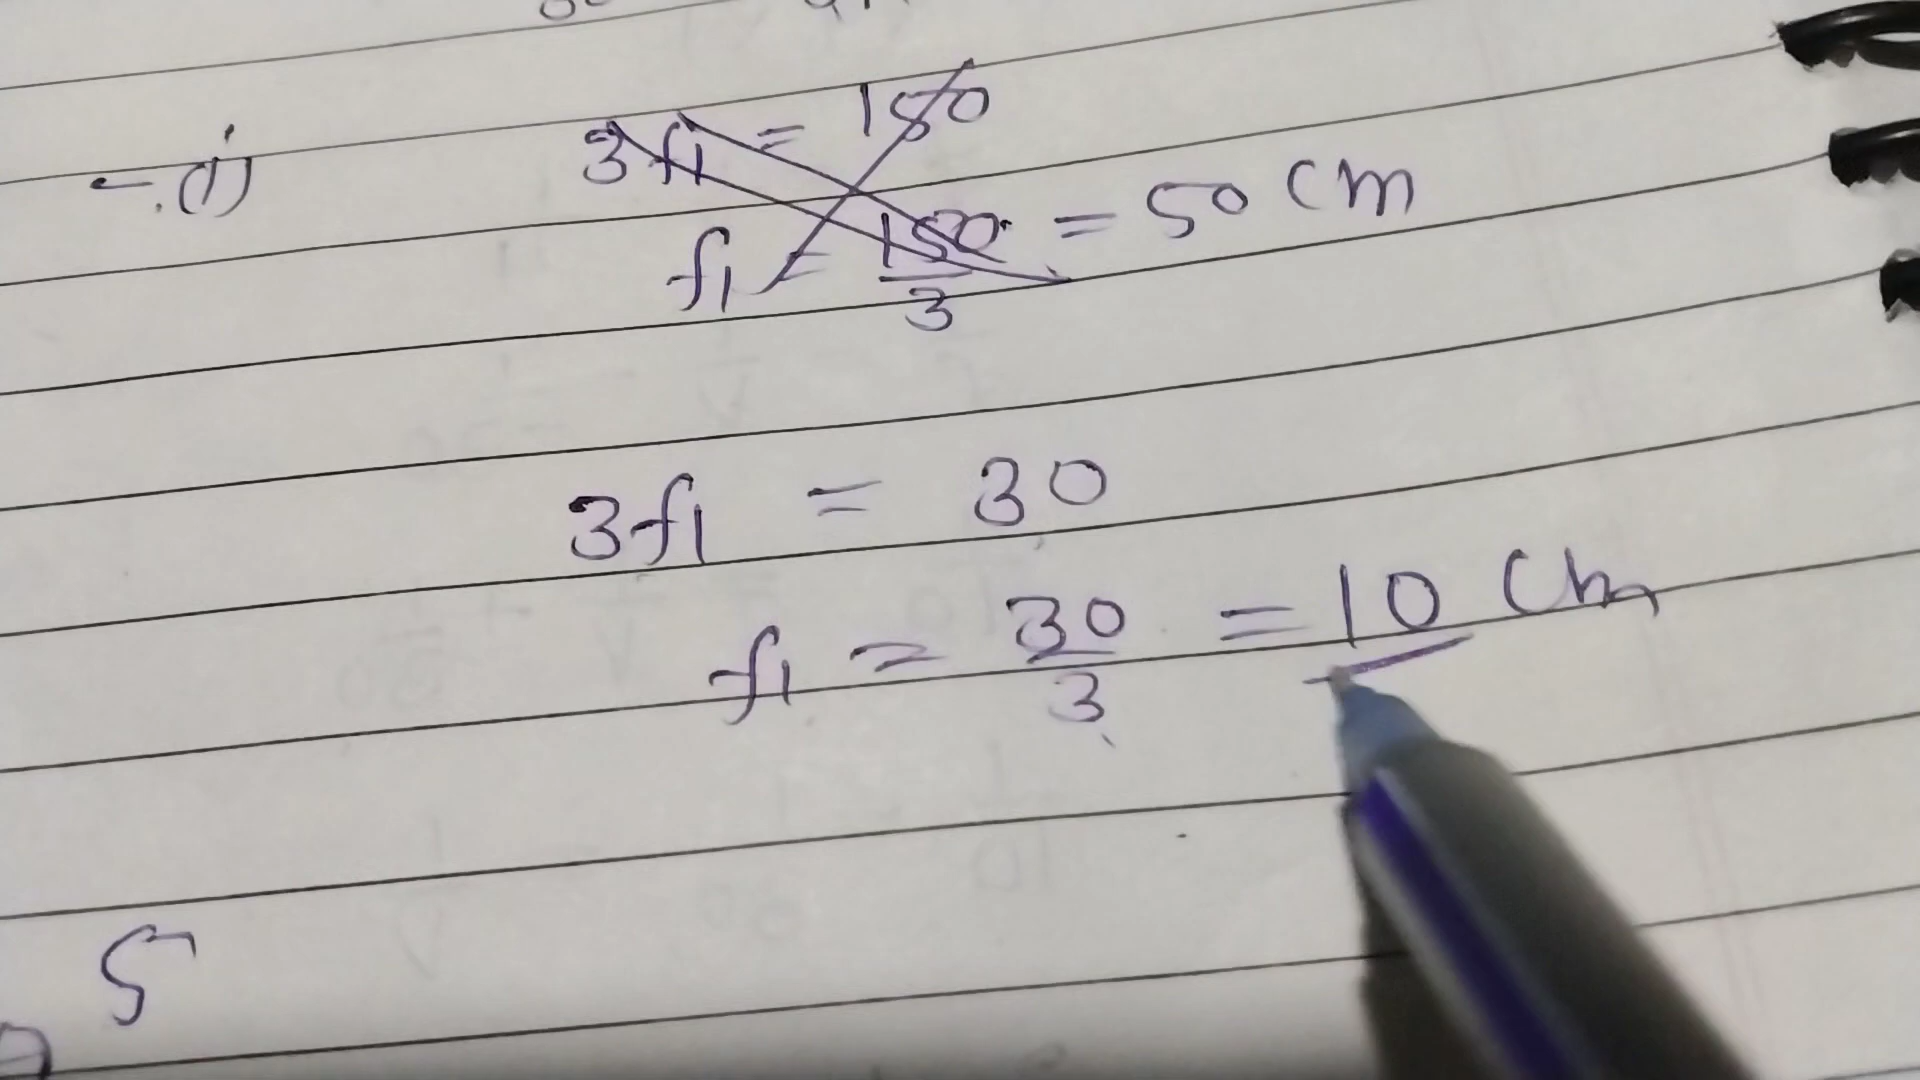 -.(i)
3f1 = 150
f1 = 150/3 = 50 cm
3f1 = 30
f1 = 30/3 = 10 cm
5